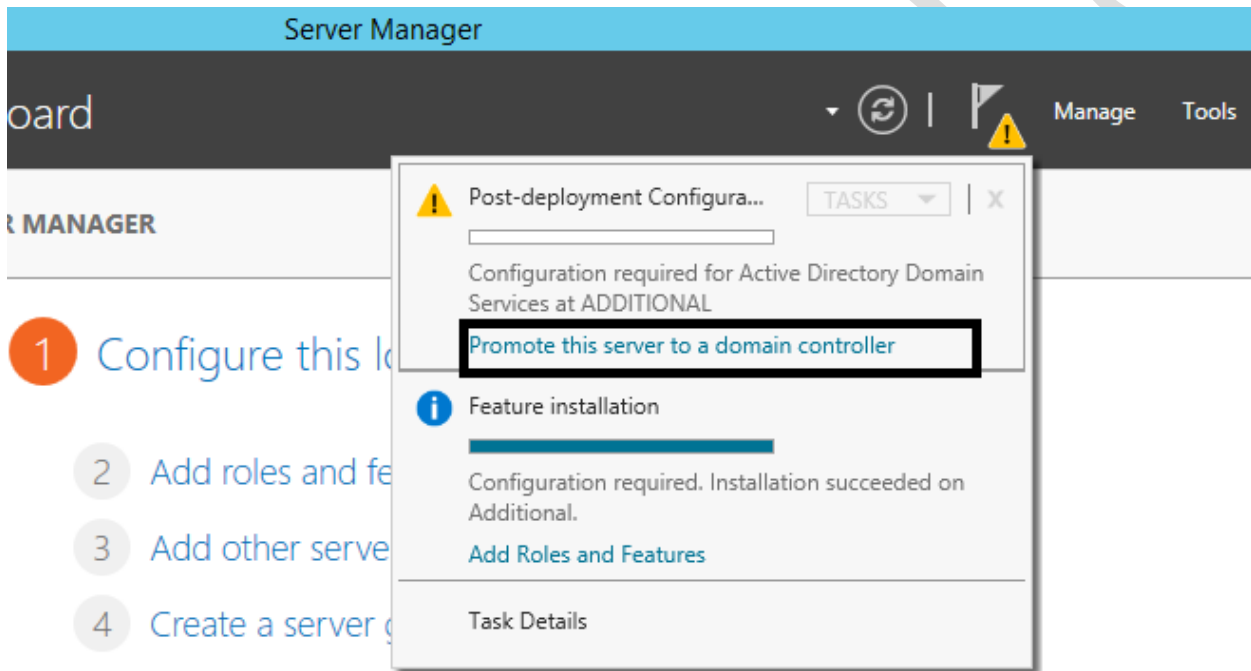 Server Manager
oard
Manage Tools
R MANAGER
Post-deployment Configura...
TASKS
X
Configuration required for Active Directory Domain
Services at ADDITIONAL
Promote this server to a domain controller
1 Configure this lo
Feature installation
Configuration required. Installation succeeded on
Additional.
Add Roles and Features
2 Add roles and fe
3 Add other serve
Task Details
4 Create a server g